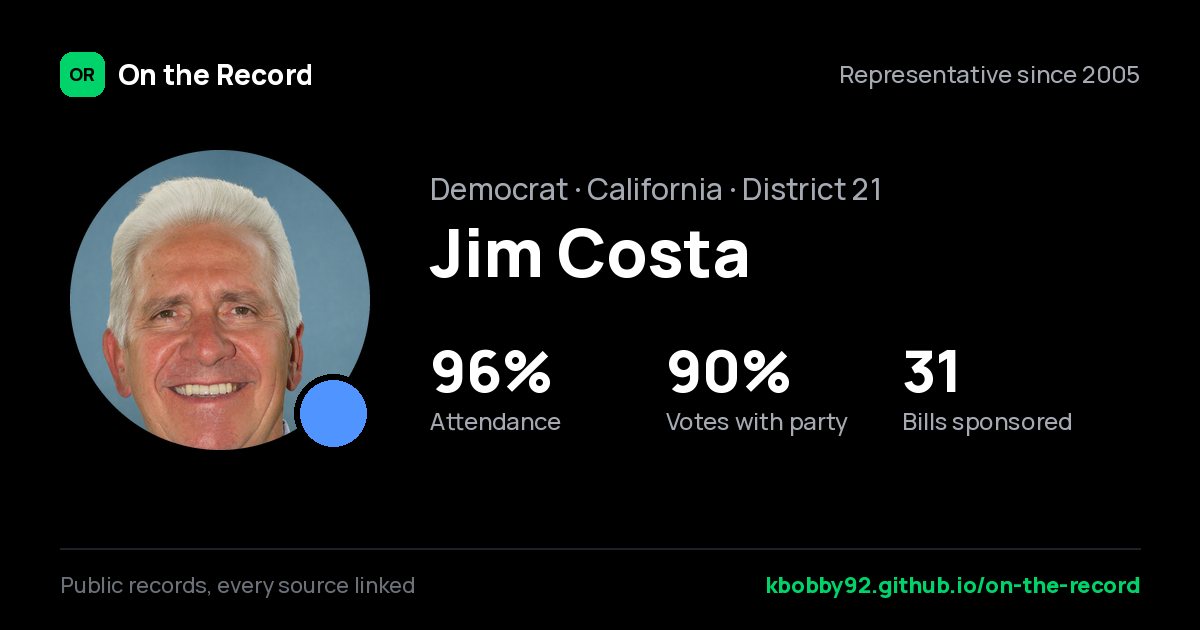 OR On the Record
Representative since 2005
Democrat · California · District 21
Jim Costa
96% 90% 31
Attendance Votes with party Bills sponsored
Public records, every source linked
kbobby92.github.io/on-the-record